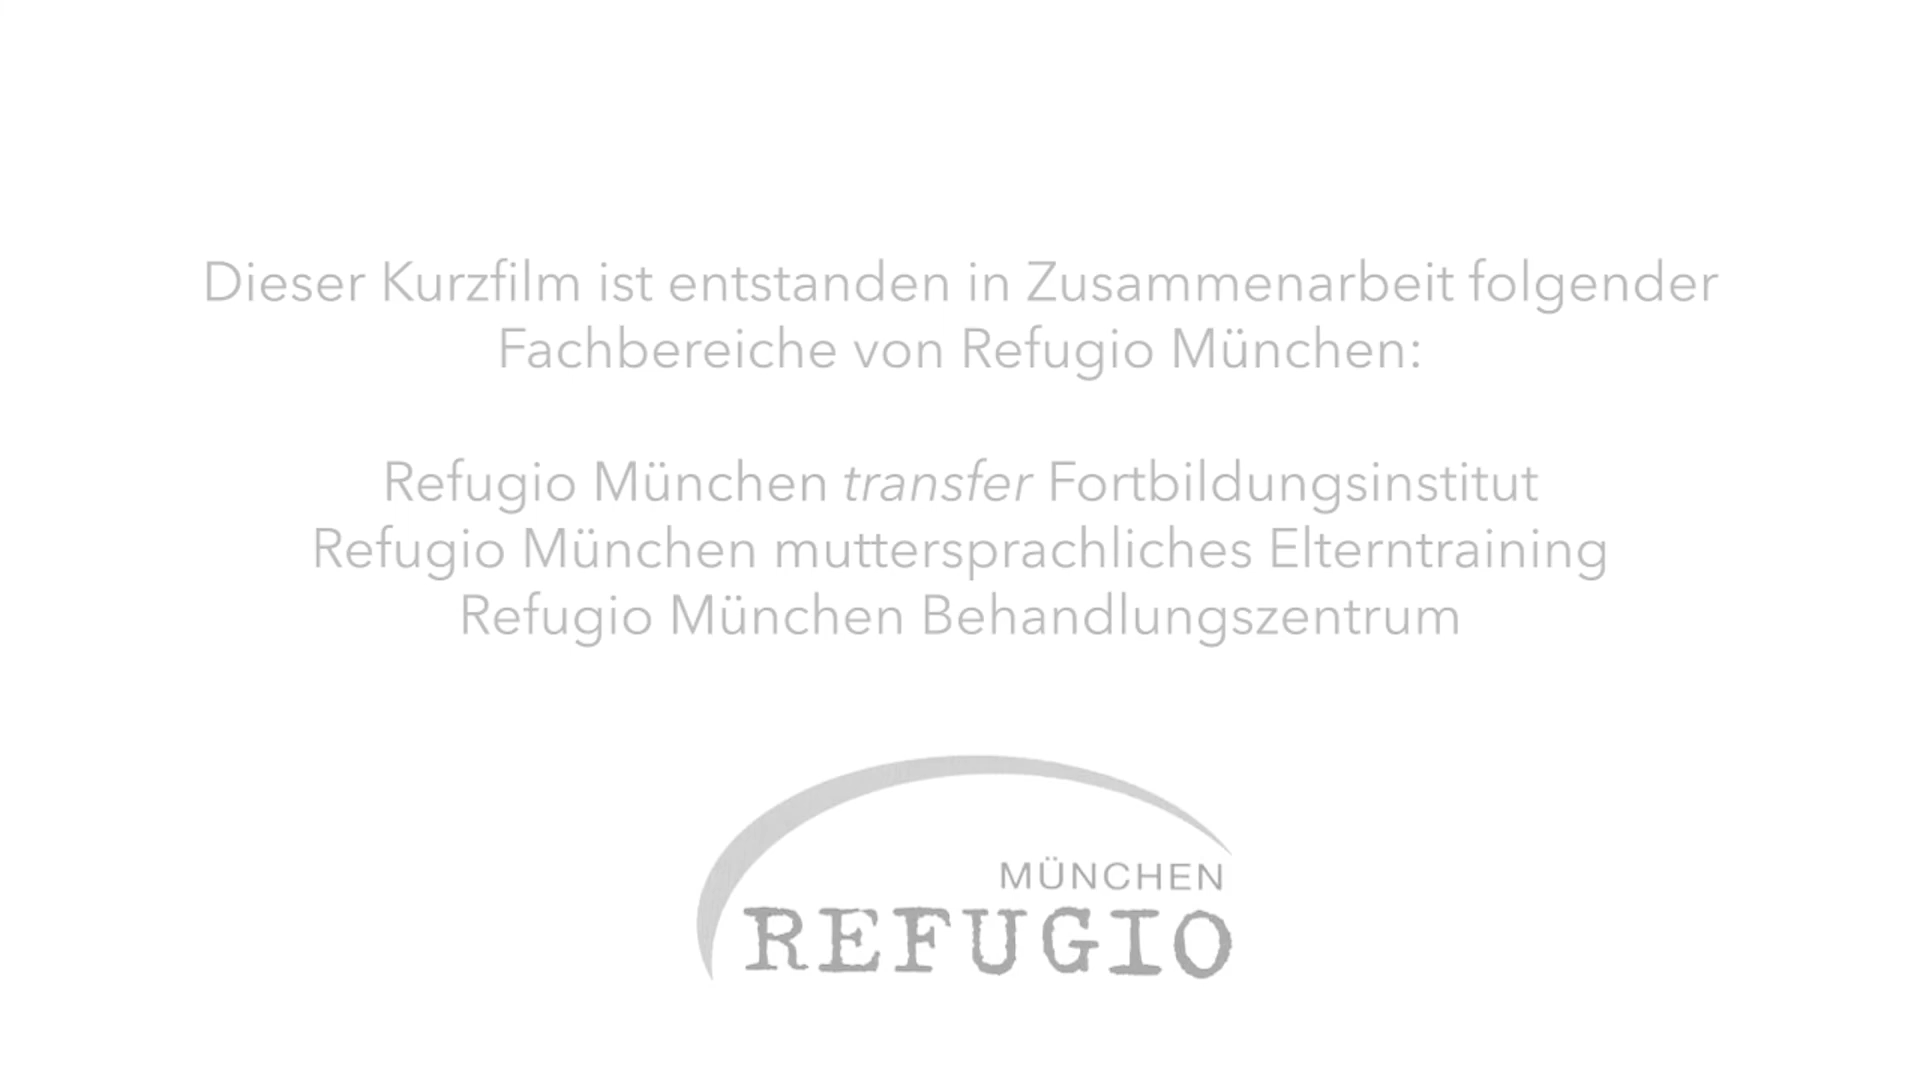 Dieser Kurzfilm ist entstanden in Zusammenarbeit folgender
Fachbereiche von Refugio München:
Refugio München transfer Fortbildungsinstitut
Refugio München muttersprachliches Elterntraining
Refugio München Behandlungszentrum
MÜNCHEN
REFUGIO